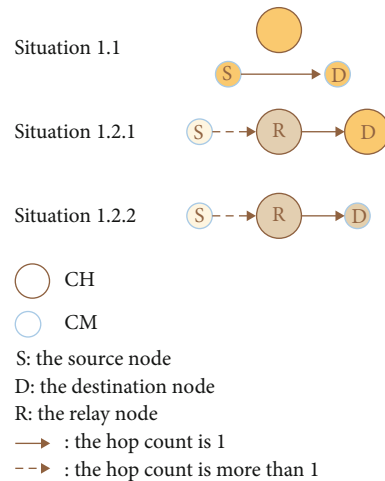 Situation 1.1
S D
Situation 1.2.1
S R D
Situation 1.2.2
S R D
CH
CM
S: the source node
D: the destination node
R: the relay node
: the hop count is 1
: the hop count is more than 1